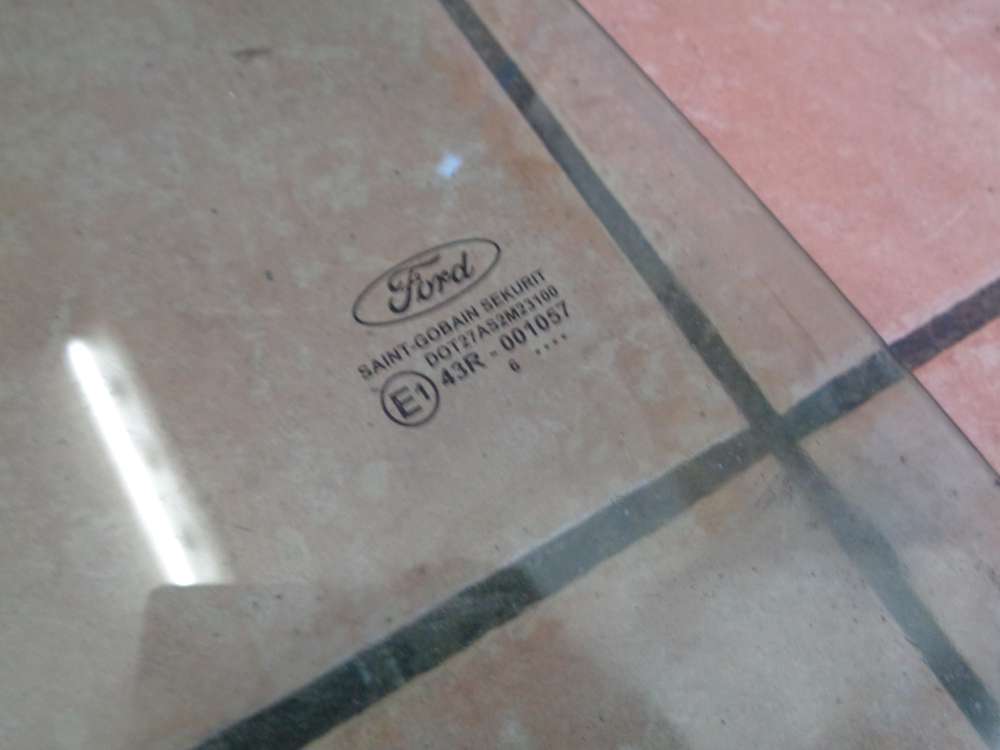 Ford
SAINT-GOBAIN SEKURIT
DOT27AS2M23100
E1 43R - 001057
6 ....